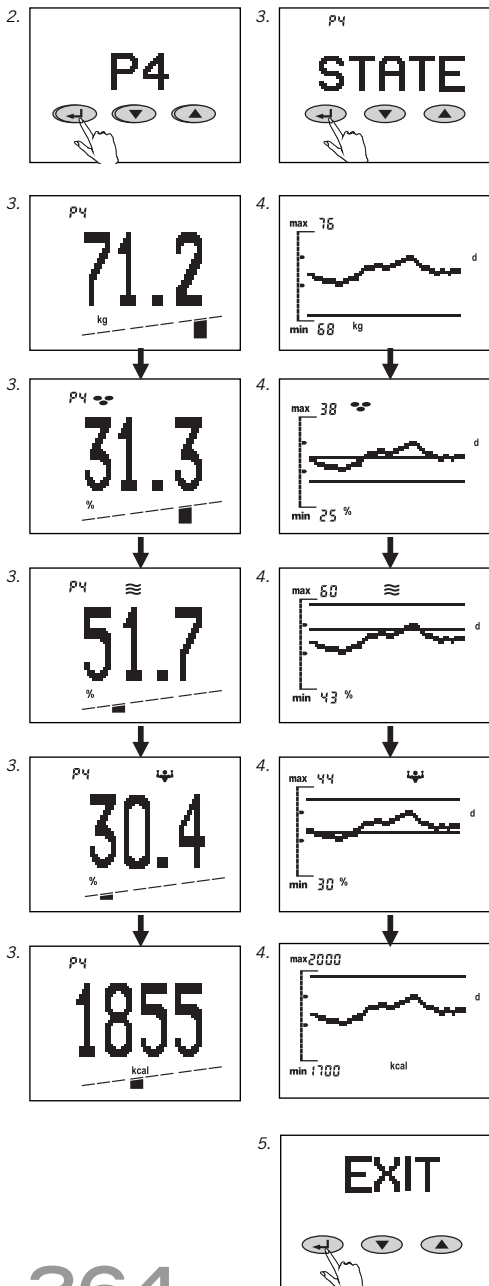 2.
P4
3.
P4
STATE
3.
P4
71.2
kg
4.
max 76
d
min 68 kg
3.
P4
31.3
%
4.
max 38
d
min 25 %
3.
P4
51.7
%
4.
max 60
d
min 43 %
3.
P4
30.4
%
4.
max 44
d
min 30 %
3.
P4
1855
kcal
4.
max 2000
d
min 1700 kcal
5.
EXIT
364